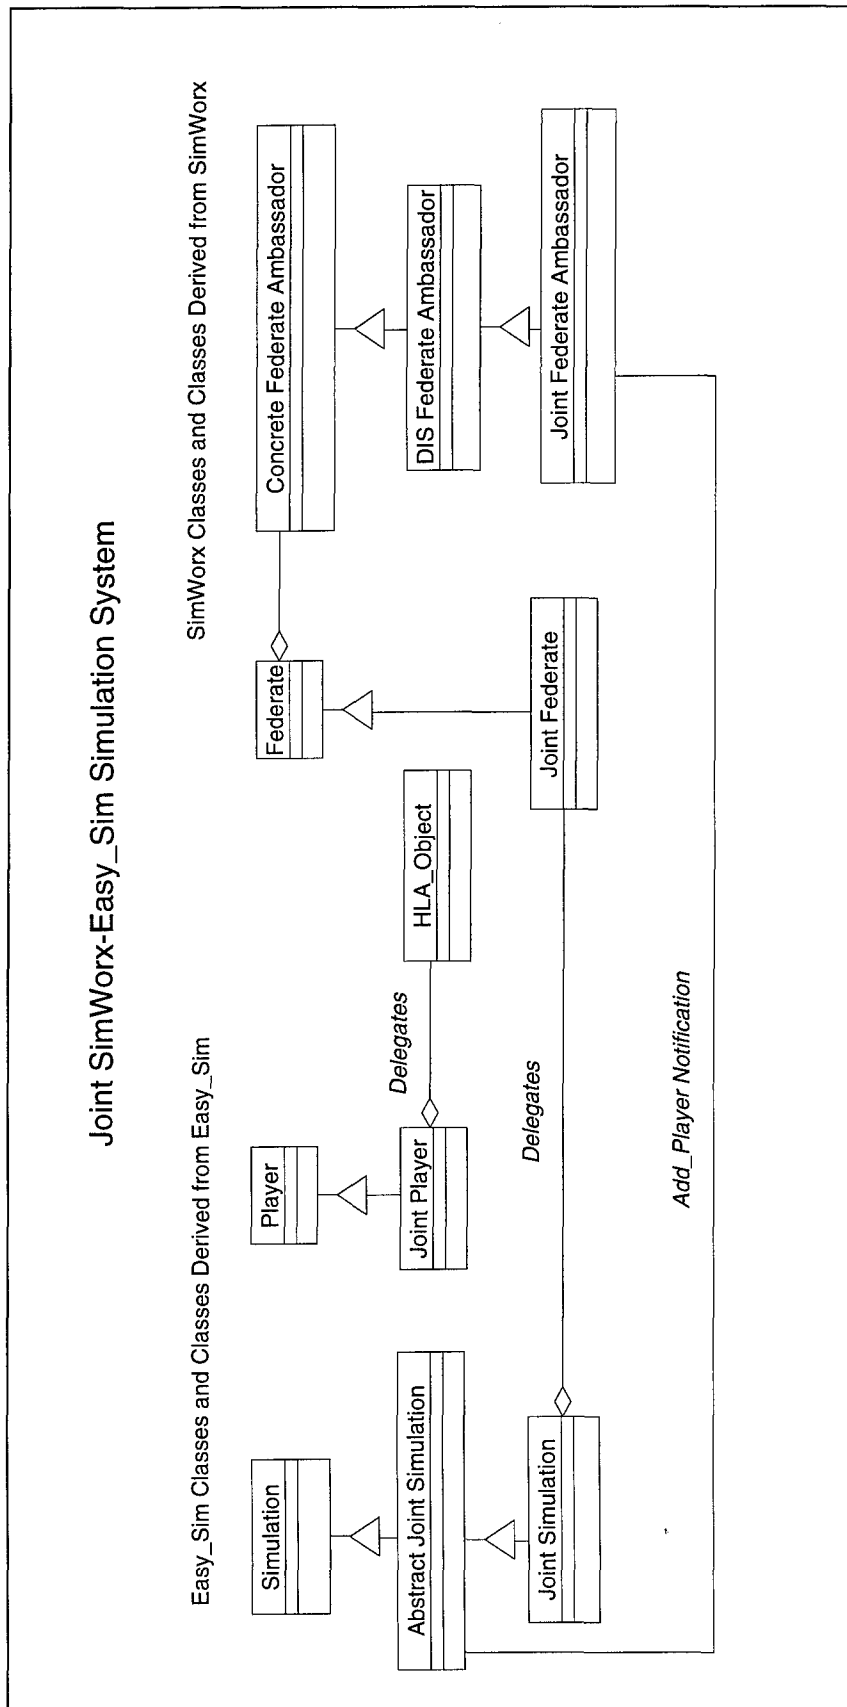 Joint SimWorx-Easy_Sim Simulation System
Easy_Sim Classes and Classes Derived from Easy_Sim
SimWorx Classes and Classes Derived from SimWorx
Simulation
Player
Federate
Concrete Federate Ambassador
Abstract Joint Simulation
Joint Player
Delegates
HLA_Object
DIS Federate Ambassador
Joint Simulation
Delegates
Joint Federate
Joint Federate Ambassador
Add_Player Notification